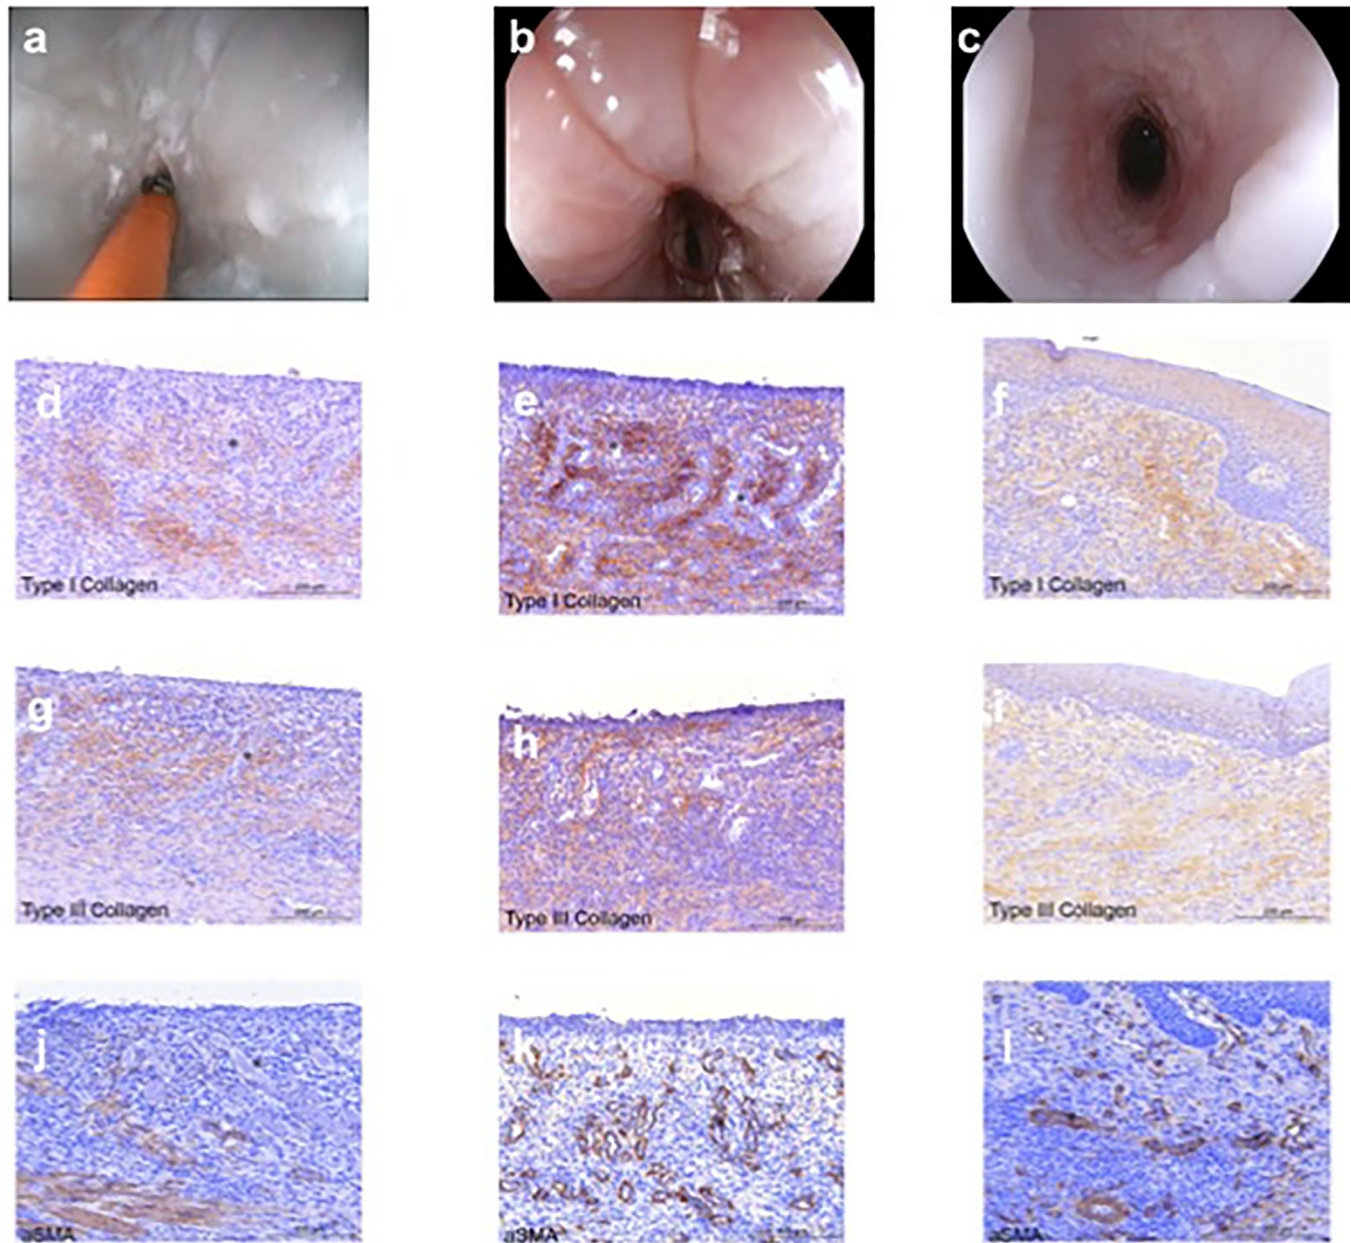 a
b
c
d
Type I Collagen
e
Type I Collagen
f
Type I Collagen
g
Type III Collagen
h
Type III Collagen
i
Type III Collagen
j
aSMA
k
aSMA
l
aSMA